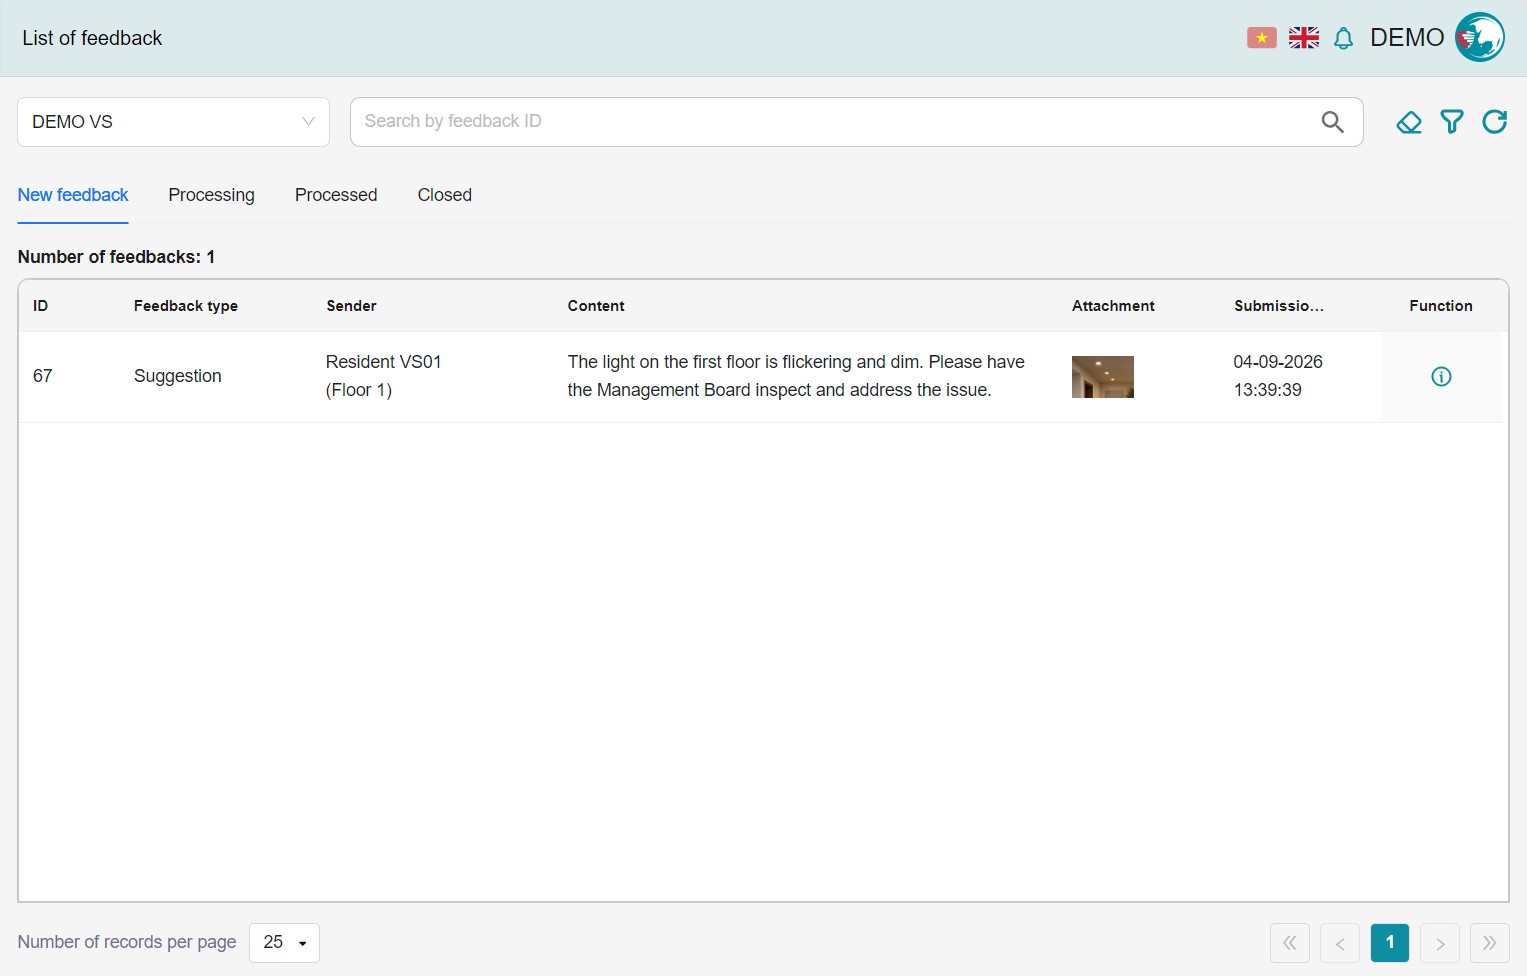 List of feedback
DEMO
DEMO VS
Search by feedback ID
New feedback
Processing
Processed
Closed
Number of feedbacks: 1
ID
Feedback type
Sender
Content
Attachment
Submissio...
Function
67
Suggestion
Resident VS01
(Floor 1)
The light on the first floor is flickering and dim. Please have
the Management Board inspect and address the issue.
04-09-2026
13:39:39
Number of records per page
25
1